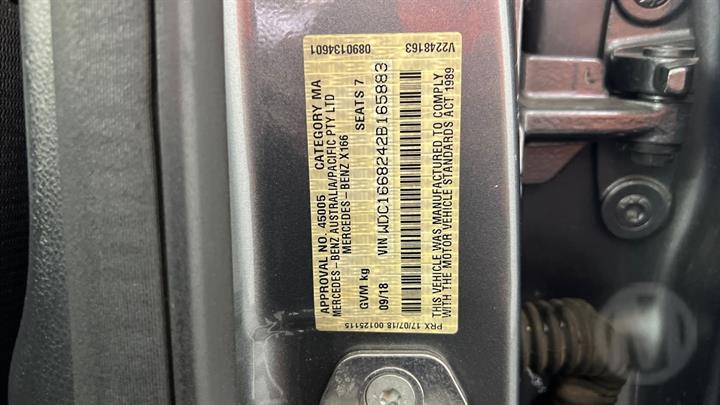 APPROVAL NO. 45005 CATEGORY MA
MERCEDES-BENZ AUSTRALIA/PACIFIC PTY LTD
MERCEDES-BENZ X166
GVM kg SEATS 7
09/18 VIN WDC1668242B165883
THIS VEHICLE WAS MANUFACTURED TO COMPLY
WITH THE MOTOR VEHICLE STANDARDS ACT 1989
PRX 17/07/18 00125115
0890134601
V2248163